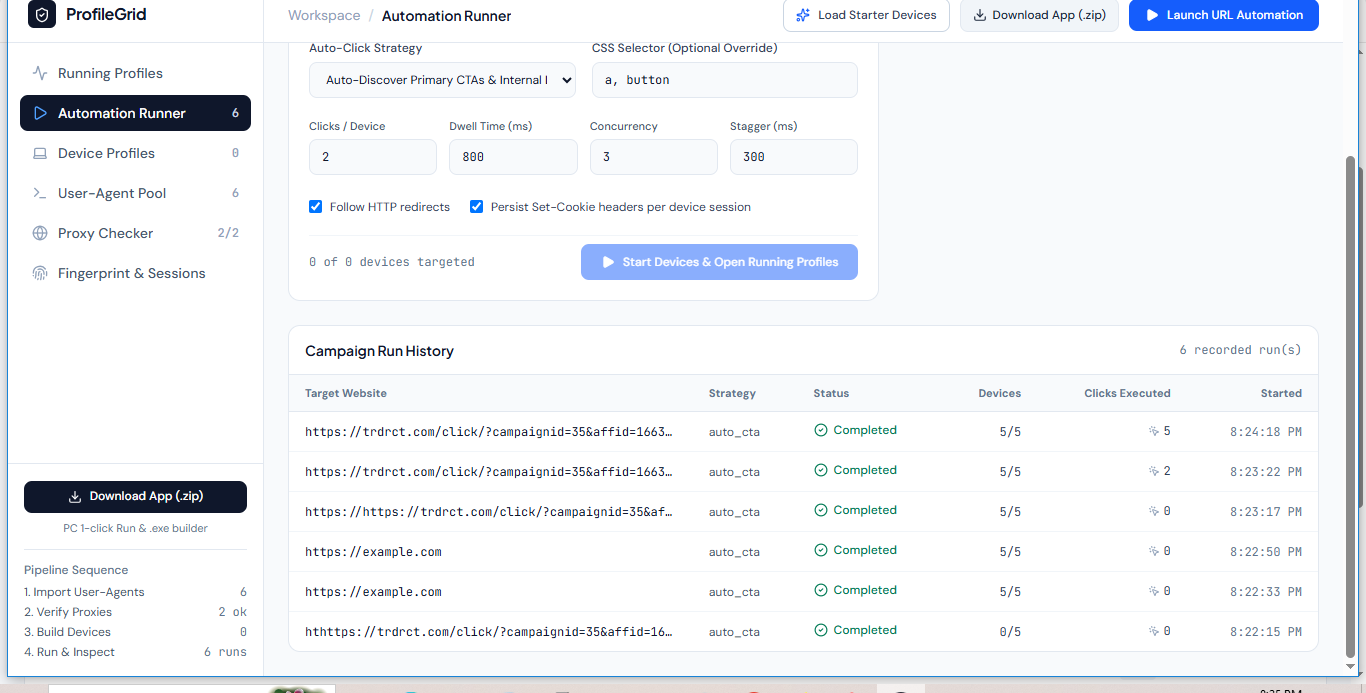 ProfileGrid
Workspace / Automation Runner
Load Starter Devices
Download App (.zip)
Launch URL Automation
Running Profiles
Automation Runner 6
Device Profiles 0
User-Agent Pool 6
Proxy Checker 2/2
Fingerprint & Sessions
Auto-Click Strategy
CSS Selector (Optional Override)
Auto-Discover Primary CTAs & Internal
a, button
Clicks / Device
Dwell Time (ms)
Concurrency
Stagger (ms)
2
800
3
300
Follow HTTP redirects
Persist Set-Cookie headers per device session
0 of 0 devices targeted
Start Devices & Open Running Profiles
Campaign Run History
6 recorded run(s)
Target Website Strategy Status Devices Clicks Executed Started
https://trdrct.com/click/?campaignid=35&affid=1663… auto_cta Completed 5/5 5 8:24:18 PM
https://trdrct.com/click/?campaignid=35&affid=1663… auto_cta Completed 5/5 2 8:23:22 PM
https://https://trdrct.com/click/?campaignid=35&af… auto_cta Completed 5/5 0 8:23:17 PM
https://example.com auto_cta Completed 5/5 0 8:22:50 PM
https://example.com auto_cta Completed 5/5 0 8:22:33 PM
hthttps://trdrct.com/click/?campaignid=35&affid=16… auto_cta Completed 0/5 0 8:22:15 PM
Download App (.zip)
PC 1-click Run & .exe builder
Pipeline Sequence
1. Import User-Agents 6
2. Verify Proxies 2 ok
3. Build Devices 0
4. Run & Inspect 6 runs